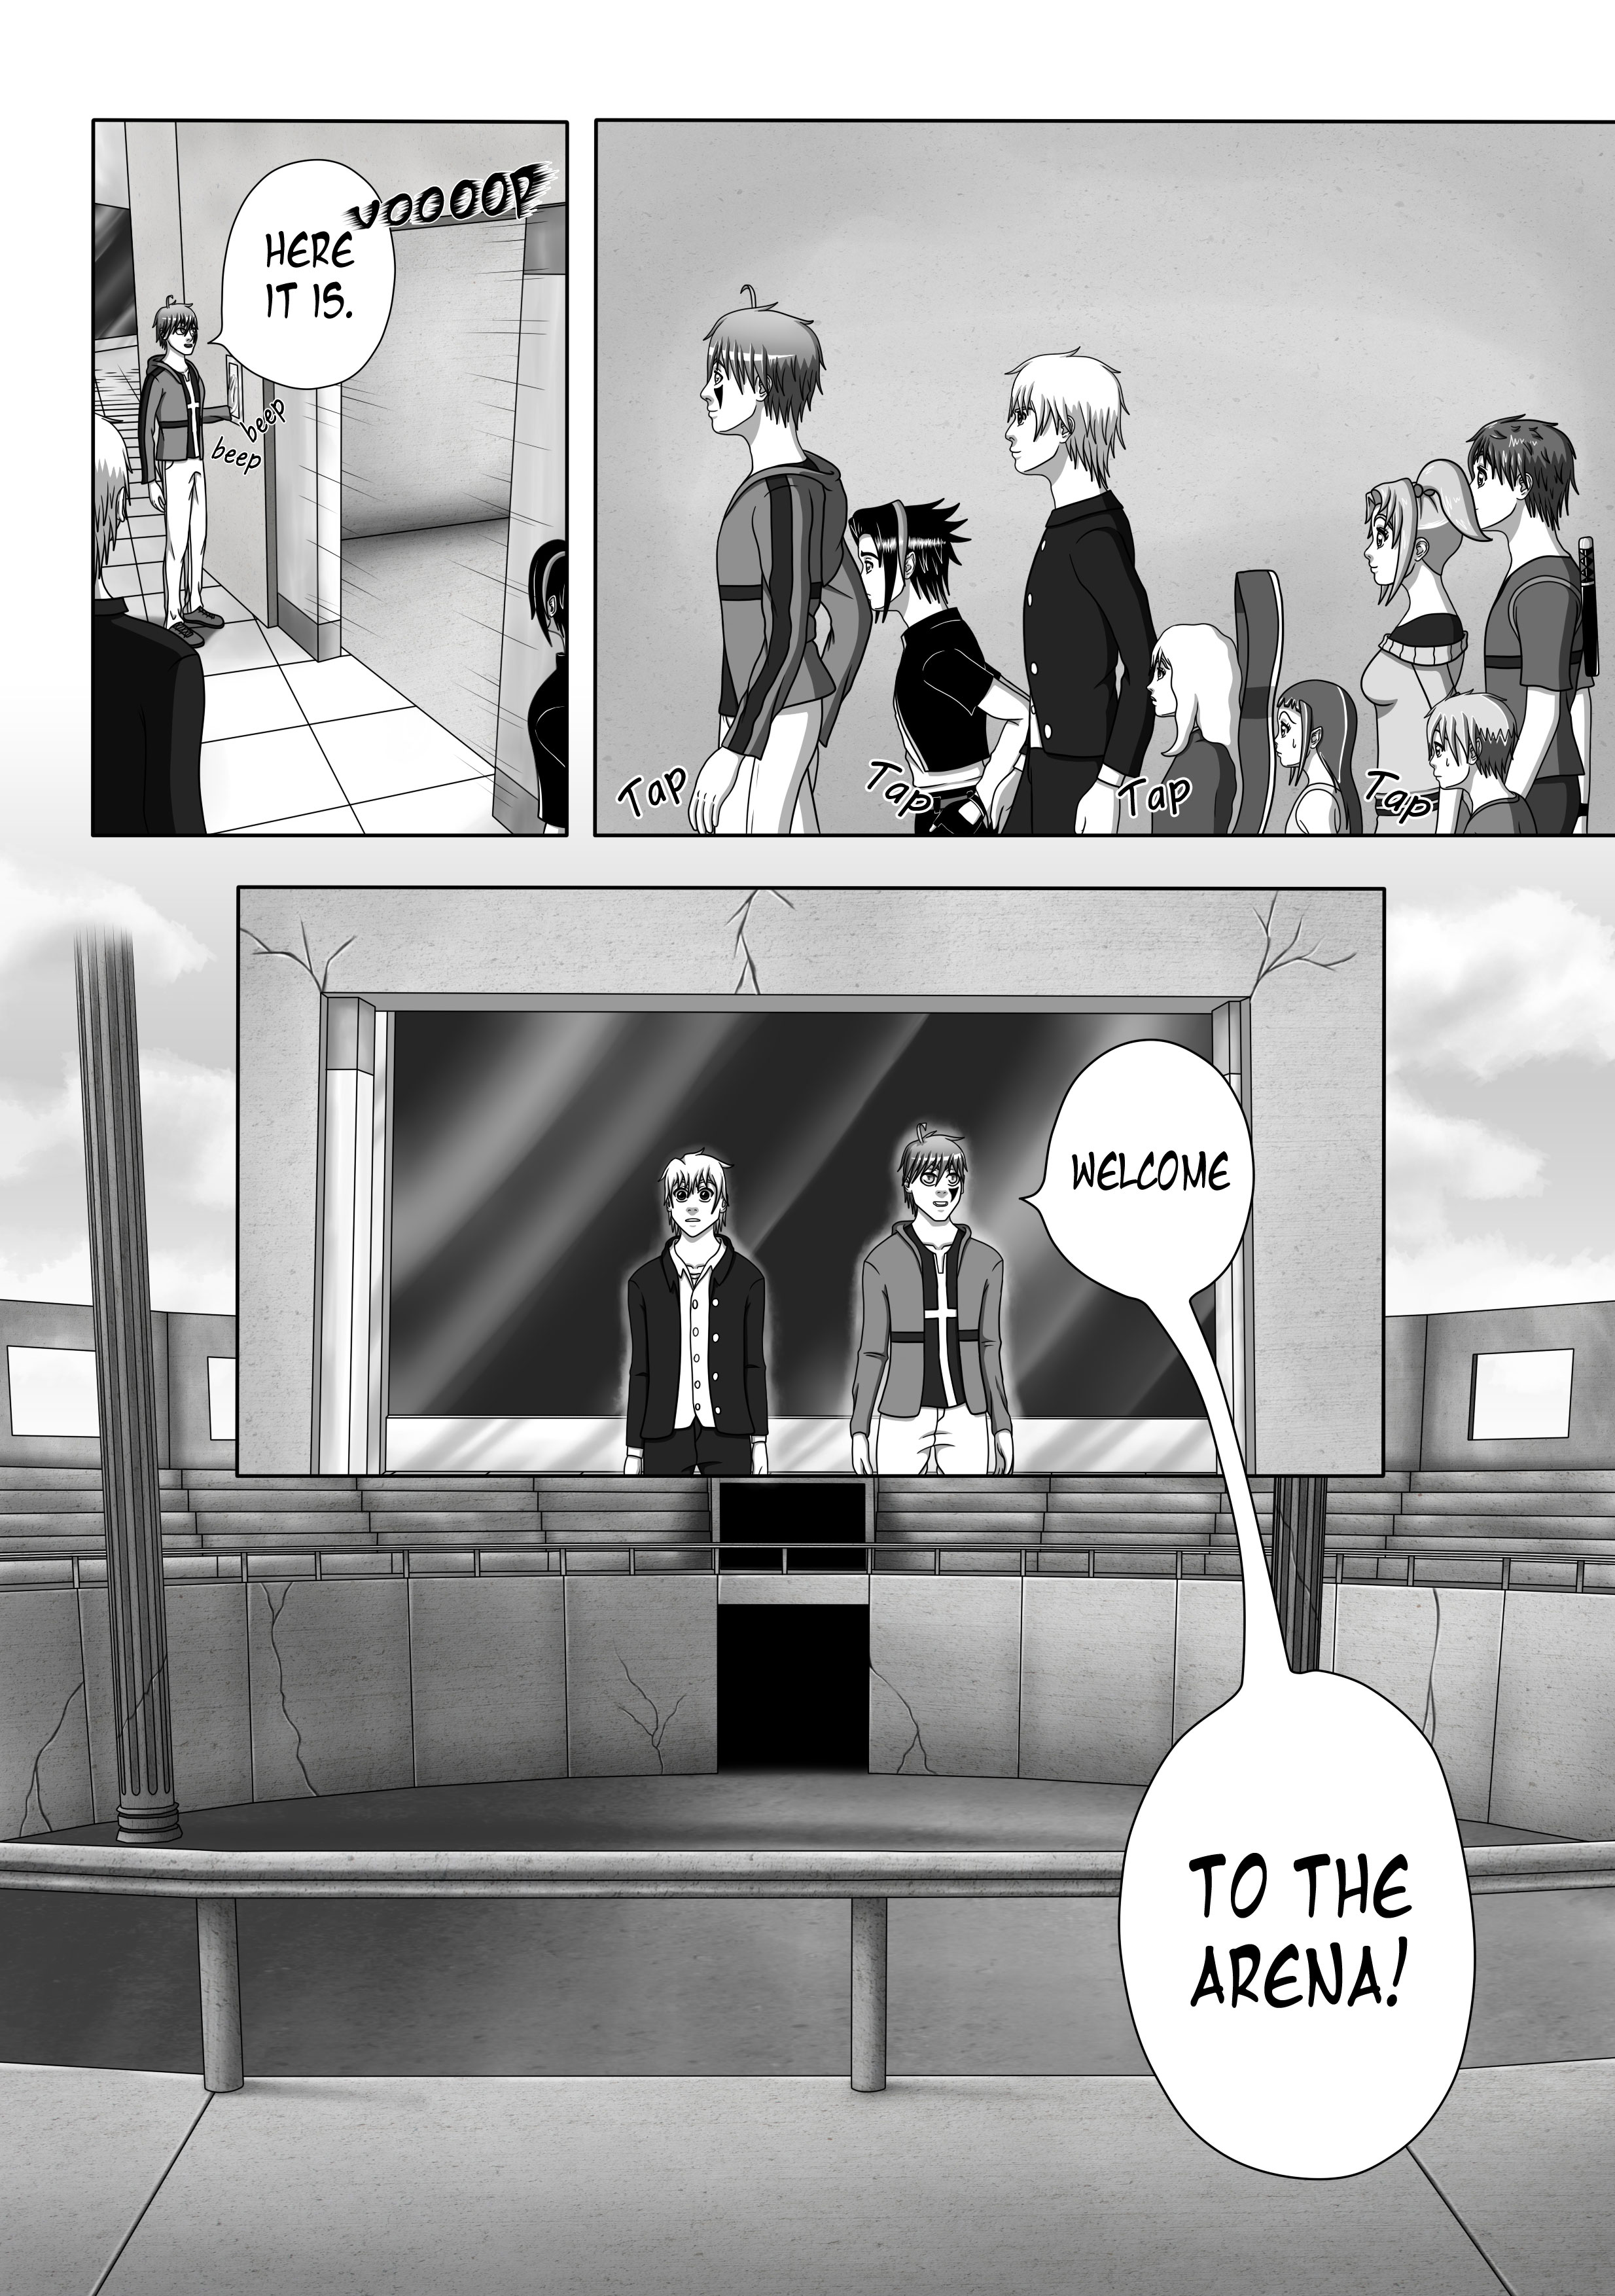 Tap
Tap
Tap
Tap
VOOOOP
HERE
IT IS.
beep
beep
WELCOME
TO THE
ARENA!